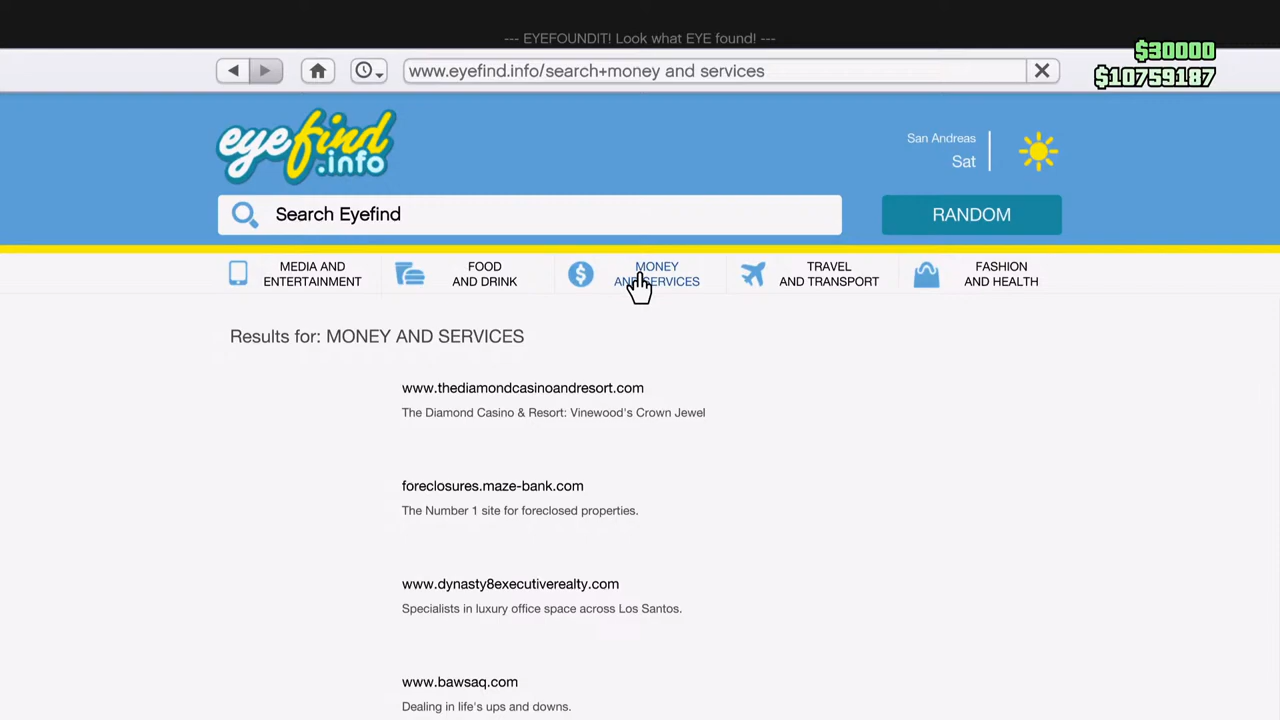 --- EYEFOUNDIT! Look what EYE found! ---
$30000
$10759187
www.eyefind.info/search+money and services
eyefind
.info
San Andreas
Sat
Search Eyefind
RANDOM
MEDIA AND
ENTERTAINMENT
FOOD
AND DRINK
MONEY
AND SERVICES
TRAVEL
AND TRANSPORT
FASHION
AND HEALTH
Results for: MONEY AND SERVICES
www.thediamondcasinoandresort.com
The Diamond Casino & Resort: Vinewood's Crown Jewel
foreclosures.maze-bank.com
The Number 1 site for foreclosed properties.
www.dynasty8executiverealty.com
Specialists in luxury office space across Los Santos.
www.bawsaq.com
Dealing in life's ups and downs.